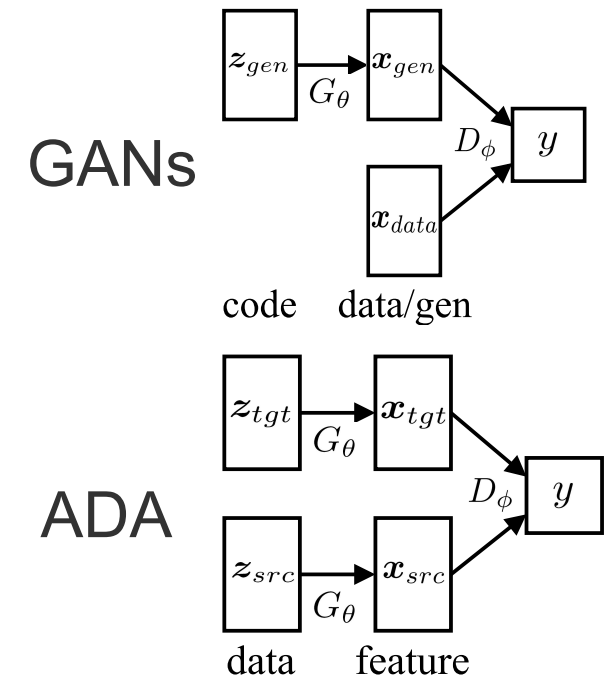 z_gen
x_gen
G_θ
GANs
D_ϕ
y
x_data
code
data/gen
z_tgt
x_tgt
G_θ
ADA
D_ϕ
y
z_src
x_src
G_θ
data
feature